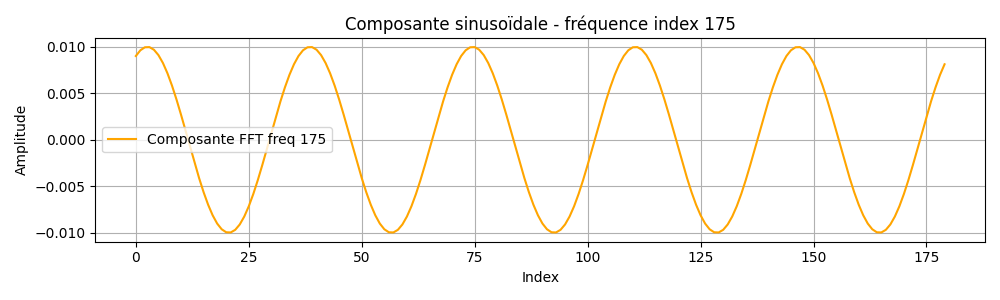 Composante sinusoïdale - fréquence index 175
Amplitude
0.010
0.005
0.000
−0.005
−0.010
Composante FFT freq 175
0 25 50 75 100 125 150 175
Index